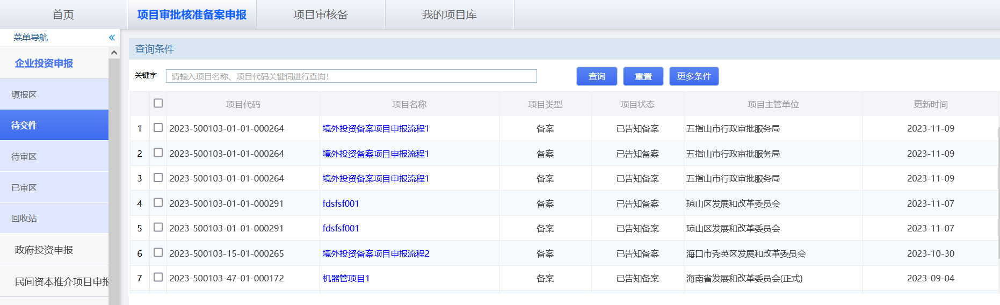 首页 项目审批核准备案申报 项目审核备 我的项目库
菜单导航 «
企业投资申报
填报区
待交件
待审区
已审区
回收站
政府投资申报
民间资本推介项目申报
查询条件
关键字 请输入项目名称、项目代码关键词进行查询! 查询 重置 更多条件
项目代码 项目名称 项目类型 项目状态 项目主管单位 更新时间
1 2023-500103-01-01-000264 境外投资备案项目申报流程1 备案 已告知备案 五指山市行政审批服务局 2023-11-09
2 2023-500103-01-01-000264 境外投资备案项目申报流程1 备案 已告知备案 五指山市行政审批服务局 2023-11-09
3 2023-500103-01-01-000264 境外投资备案项目申报流程1 备案 已告知备案 五指山市行政审批服务局 2023-11-09
4 2023-500103-01-01-000291 fdsfsf001 备案 已告知备案 琼山区发展和改革委员会 2023-11-07
5 2023-500103-01-01-000291 fdsfsf001 备案 已告知备案 琼山区发展和改革委员会 2023-11-07
6 2023-500103-15-01-000265 境外投资备案项目申报流程2 备案 已告知备案 海口市秀英区发展和改革委员会 2023-10-30
7 2023-500103-47-01-000172 机器管项目1 备案 已告知备案 海南省发展和改革委员会(正式) 2023-09-04